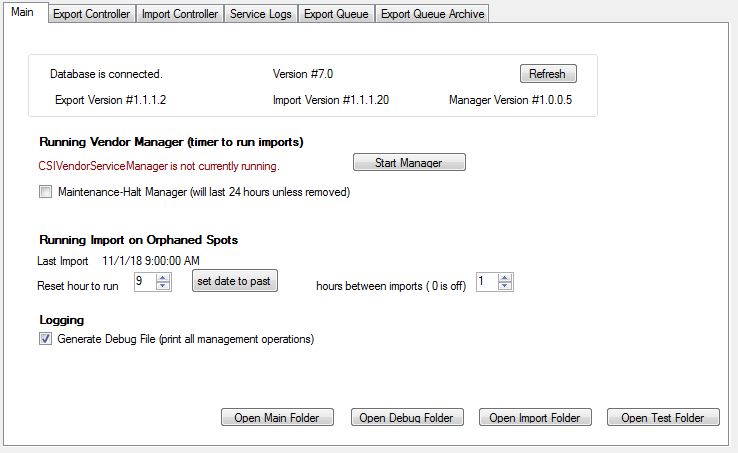 Main Export Controller Import Controller Service Logs Export Queue Export Queue Archive
Database is connected. Version #7.0 Refresh
Export Version #1.1.1.2 Import Version #1.1.1.20 Manager Version #1.0.0.5
Running Vendor Manager (timer to run imports)
CSIVendorServiceManager is not currently running. Start Manager
Maintenance-Halt Manager (will last 24 hours unless removed)
Running Import on Orphaned Spots
Last Import 11/1/18 9:00:00 AM
Reset hour to run 9 set date to past hours between imports ( 0 is off) 1
Logging
Generate Debug File (print all management operations)
Open Main Folder Open Debug Folder Open Import Folder Open Test Folder